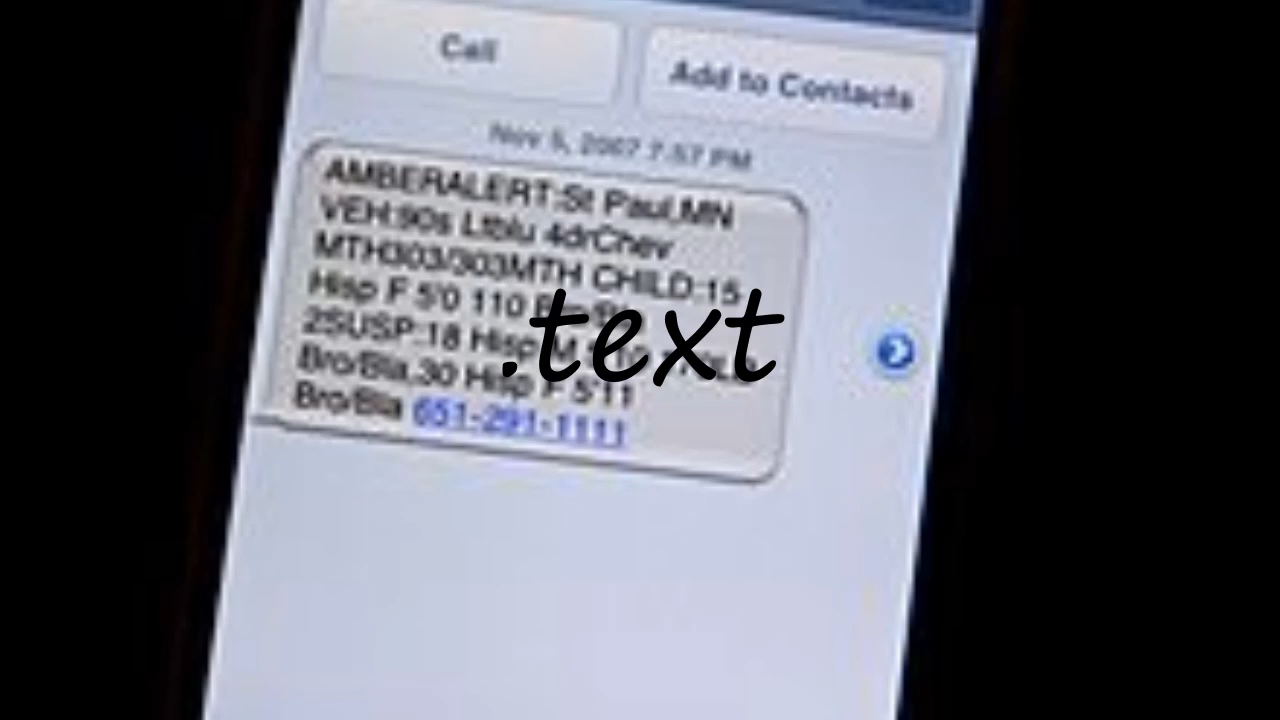 Call
Add to Contacts
Nov 5, 2007 7:57 PM
AMBERALERT:St Paul,MN
VEH:90s Ltblu 4drChev
MTH303/303MTH CHILD:15
Hisp F 5'0 110
2SUSP:18 Hisp M
Bro/Bla,30 Hisp F 5'11
Bro/Bla 651-291-1111
.text